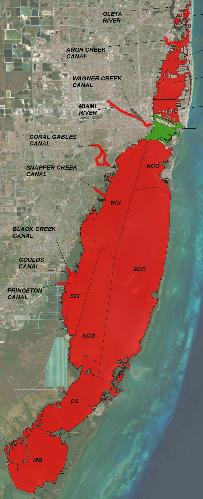 OLETA
RIVER
ARCH CREEK
CANAL
WAGNER CREEK
CANAL
MIAMI
RIVER
CORAL GABLES
CANAL
SNAPPER CREEK
CANAL
NCO
NCI
BLACK CREEK
CANAL
GOULDS
CANAL
SCO
PRINCETON
CANAL
SCI
SCM
CS
MB